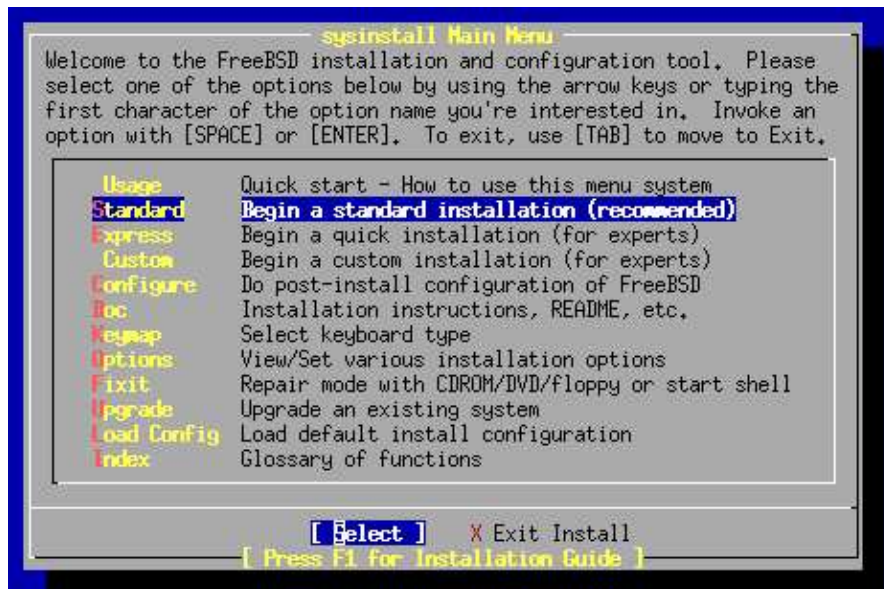 sysinstall Main Menu
Welcome to the FreeBSD installation and configuration tool. Please
select one of the options below by using the arrow keys or typing the
first character of the option name you're interested in. Invoke an
option with [SPACE] or [ENTER]. To exit, use [TAB] to move to Exit.
Usage Quick start - How to use this menu system
Standard Begin a standard installation (recommended)
Express Begin a quick installation (for experts)
Custom Begin a custom installation (for experts)
Configure Do post-install configuration of FreeBSD
Doc Installation instructions, README, etc.
Keymap Select keyboard type
Options View/Set various installation options
Fixit Repair mode with CDROM/DVD/floppy or start shell
Upgrade Upgrade an existing system
Load Config Load default install configuration
Index Glossary of functions
[ Select ] X Exit Install
[ Press F1 for Installation Guide ]